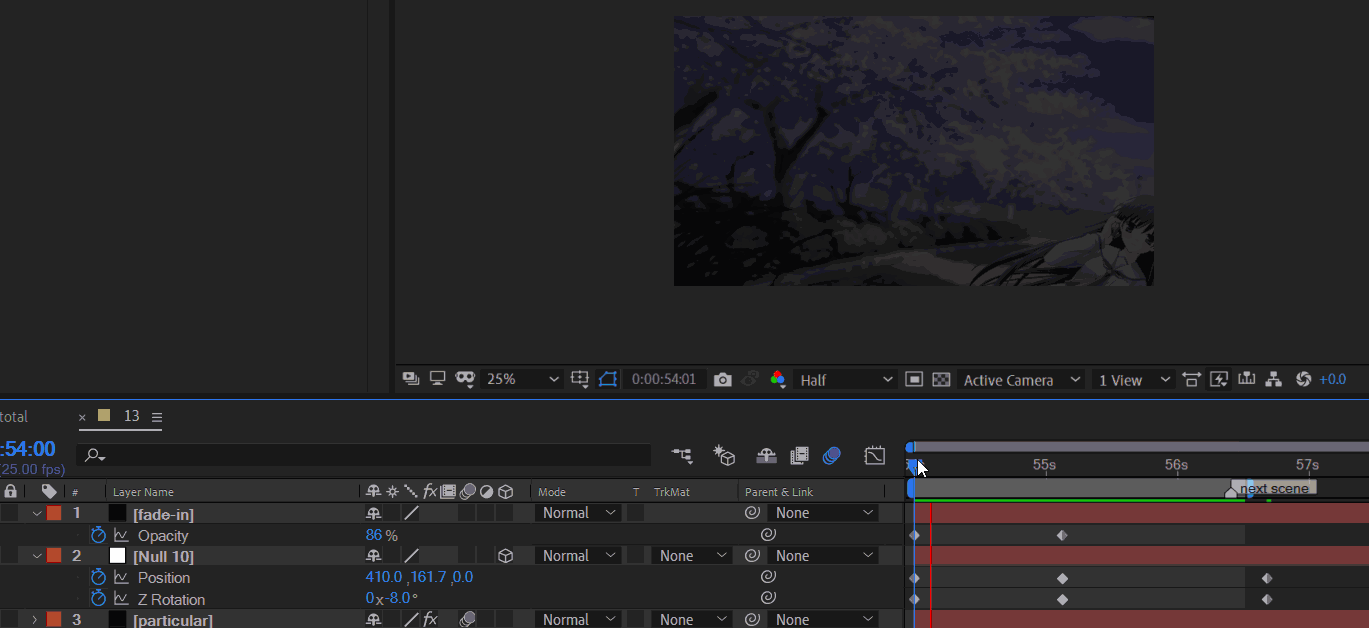 25%
0:00:54:01
Half
Active Camera
1 View
+0.0
total
× 13
:54:00
(25.00 fps)
55s 56s 57s
next scene
# Layer Name
Mode T TrkMat Parent & Link
1 [fade-in] Normal None
Opacity 86 %
2 [Null 10] Normal None None
Position 410.0 ,161.7 ,0.0
Z Rotation 0x-8.0°
3 [particular] Normal None None